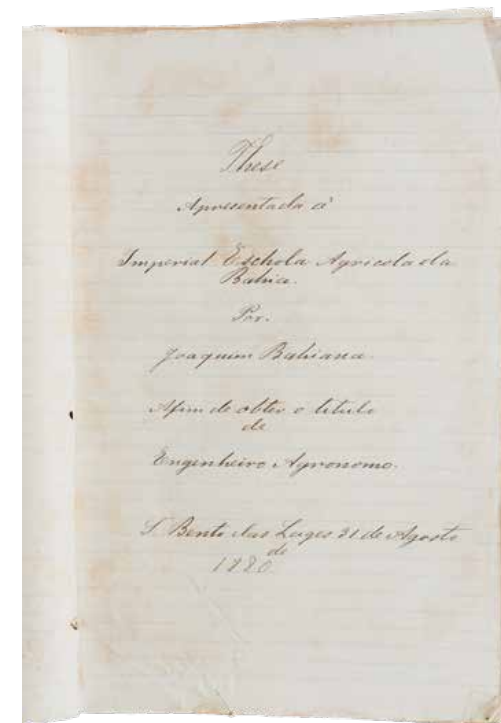 These
Apresentada á
Imperial Eschola Agricola da
Bahia.
Por.
Joaquim Bahiana.
Afim de obter o titulo
de
Engenheiro Agronomo.
S. Bento das Lages 31 de Agosto
de
1880.